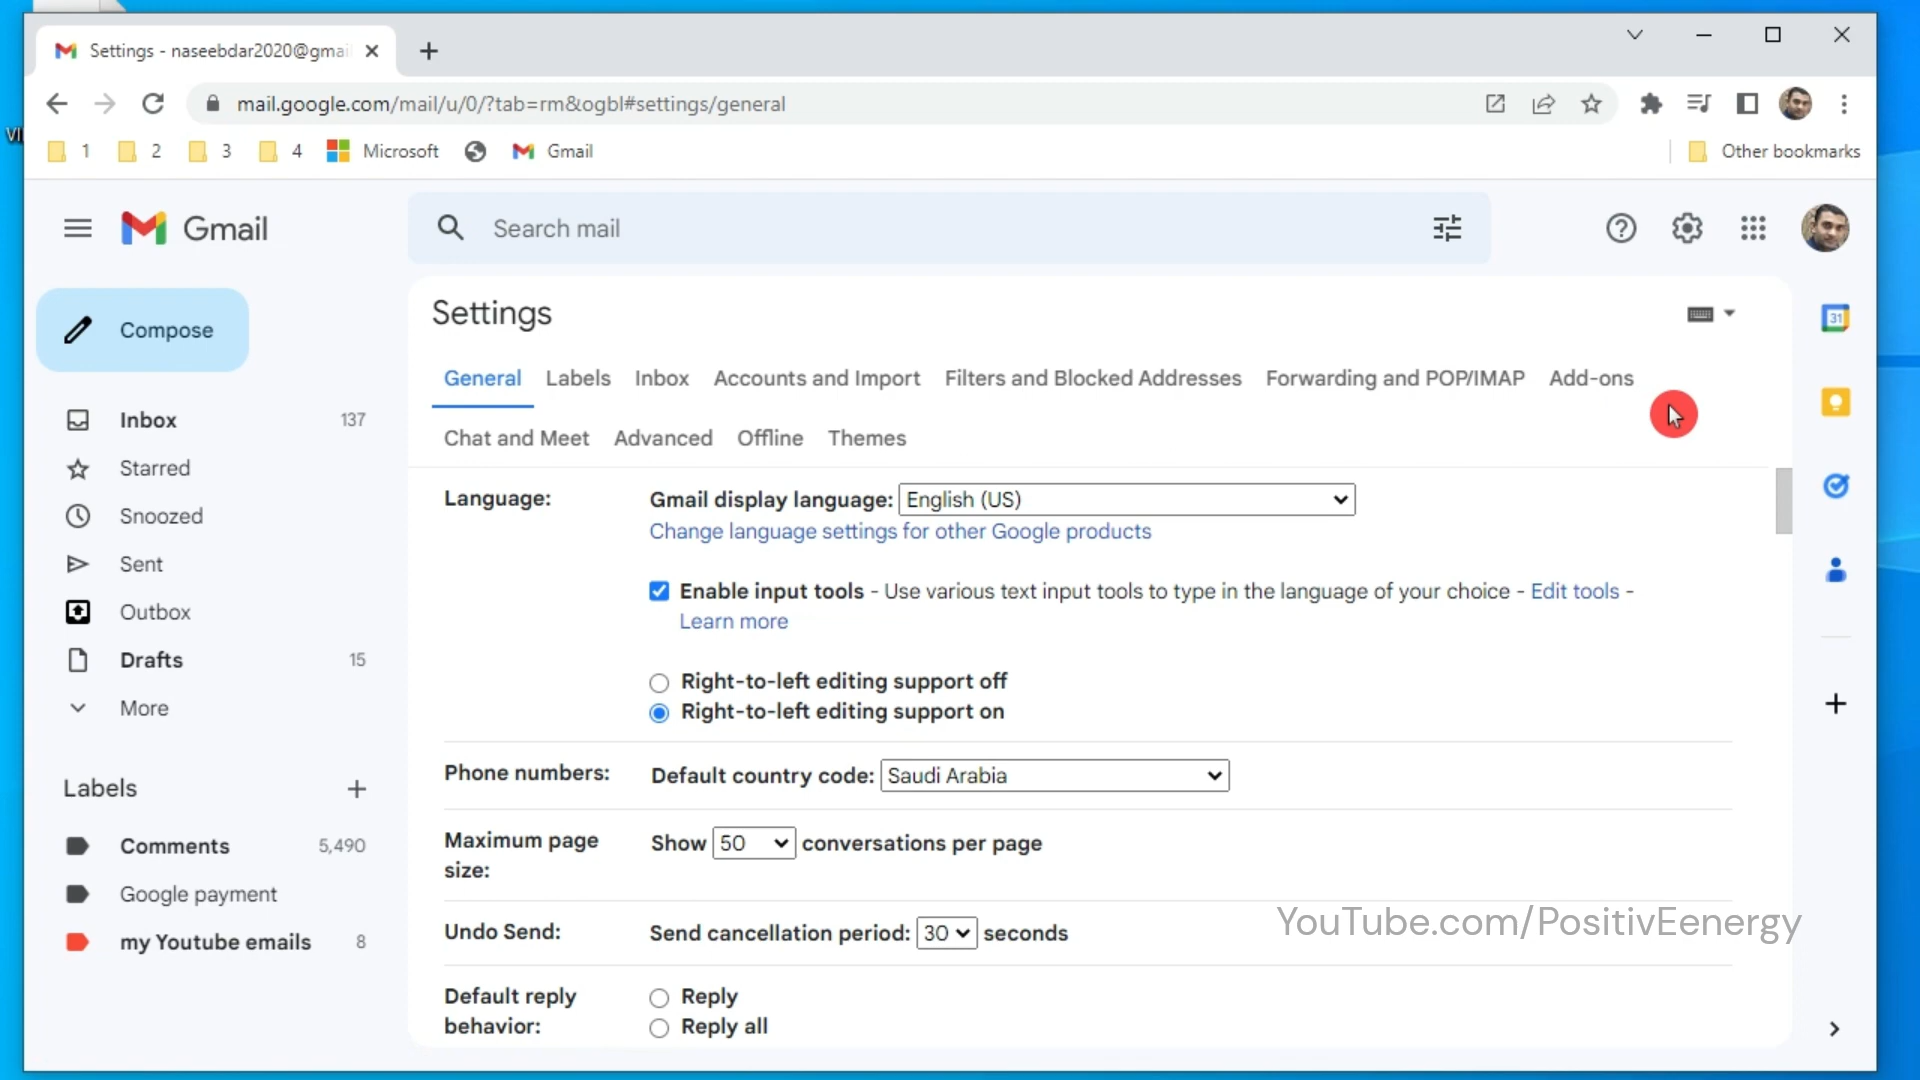 Settings - naseebdar2020@gmai
mail.google.com/mail/u/0/?tab=rm&ogbl#settings/general
1 2 3 4 Microsoft Gmail Other bookmarks
VI
Gmail
Search mail
Compose
Inbox 137
Starred
Snoozed
Sent
Outbox
Drafts 15
More
Labels
Comments 5,490
Google payment
my Youtube emails 8
Settings
General Labels Inbox Accounts and Import Filters and Blocked Addresses Forwarding and POP/IMAP Add-ons
Chat and Meet Advanced Offline Themes
Language: Gmail display language: English (US)
Change language settings for other Google products
Enable input tools - Use various text input tools to type in the language of your choice - Edit tools -
Learn more
Right-to-left editing support off
Right-to-left editing support on
Phone numbers: Default country code: Saudi Arabia
Maximum page
size:
Show 50 conversations per page
Undo Send: Send cancellation period: 30 seconds
Default reply
behavior:
Reply
Reply all
31
YouTube.com/PositivEenergy